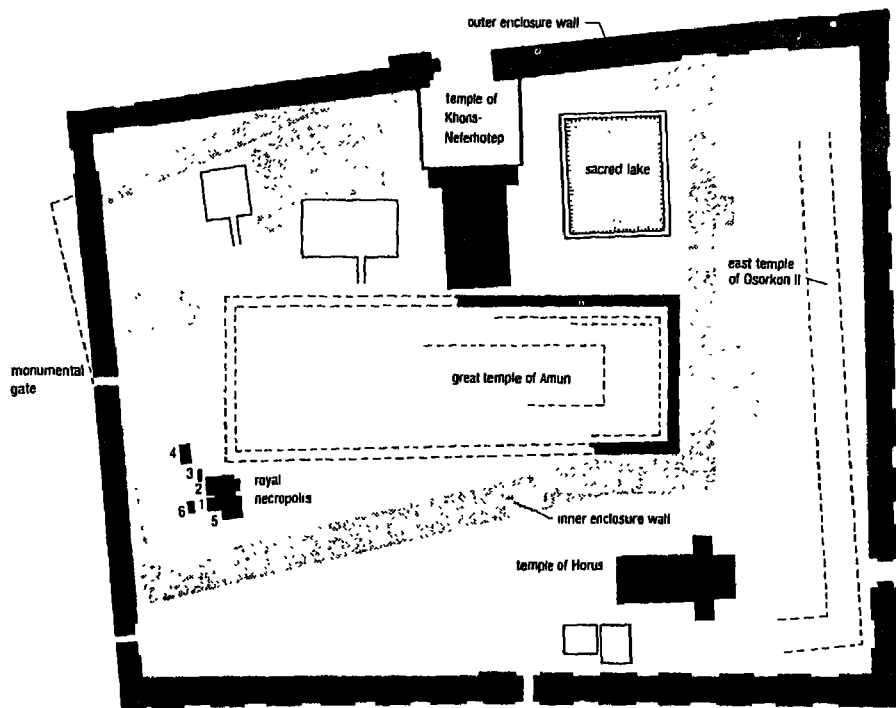 outer enclosure wall
temple of
Khons-
Neferhotep
sacred lake
east temple
of Osorkon II
monumental
gate
great temple of Amun
4
3
2
royal
necropolis
6
1
5
inner enclosure wall
temple of Horus